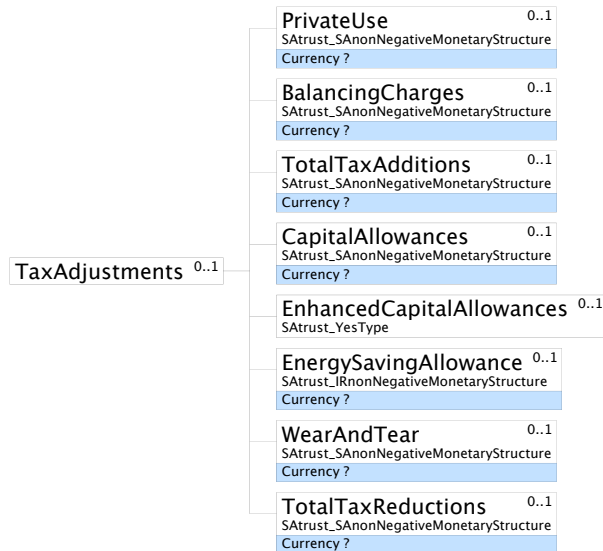 PrivateUse 0..1
SAtrust_SAnonNegativeMonetaryStructure
Currency ?
BalancingCharges 0..1
SAtrust_SAnonNegativeMonetaryStructure
Currency ?
TotalTaxAdditions 0..1
SAtrust_SAnonNegativeMonetaryStructure
Currency ?
CapitalAllowances 0..1
SAtrust_SAnonNegativeMonetaryStructure
Currency ?
TaxAdjustments 0..1
EnhancedCapitalAllowances 0..1
SAtrust_YesType
EnergySavingAllowance 0..1
SAtrust_IRnonNegativeMonetaryStructure
Currency ?
WearAndTear 0..1
SAtrust_SAnonNegativeMonetaryStructure
Currency ?
TotalTaxReductions 0..1
SAtrust_SAnonNegativeMonetaryStructure
Currency ?